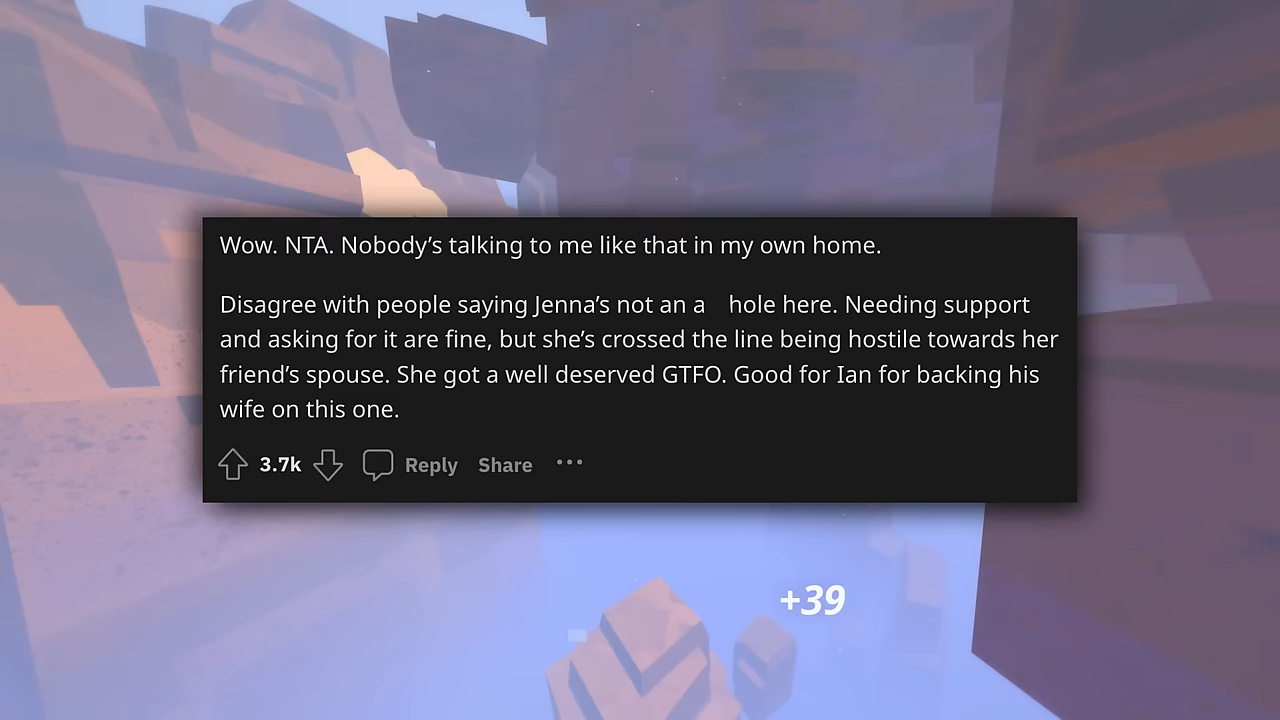 Wow. NTA. Nobody’s talking to me like that in my own home.
Disagree with people saying Jenna’s not an a hole here. Needing support
and asking for it are fine, but she’s crossed the line being hostile towards her
friend’s spouse. She got a well deserved GTFO. Good for Ian for backing his
wife on this one.
3.7k Reply Share •••
+39